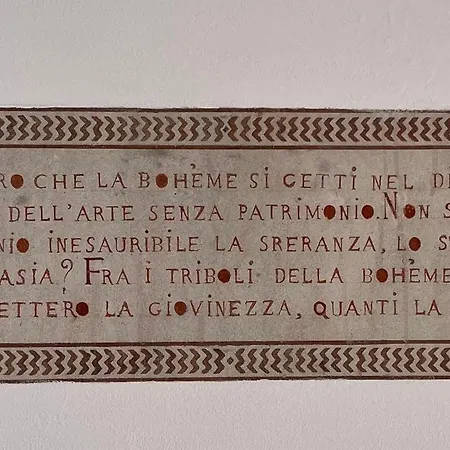 RO CHE LA BOHÈME SI GETTI NEL D
DELL'ARTE SENZA PATRIMONIO. NON S
NIO INESAURIBILE LA SPERANZA, LO S
ASIA? FRA I TRIBOLI DELLA BOHÈME
ETTERO LA GIOVINEZZA, QUANTI LA